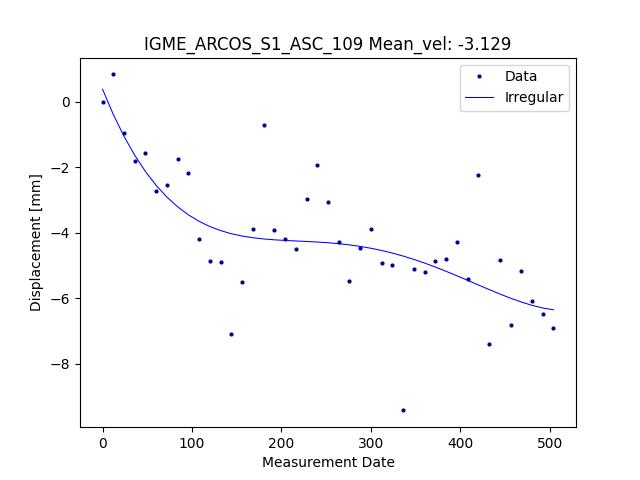 IGME_ARCOS_S1_ASC_109 Mean_vel: -3.129
Data
Irregular
Displacement [mm]
0
−2
−4
−6
−8
0 100 200 300 400 500
Measurement Date